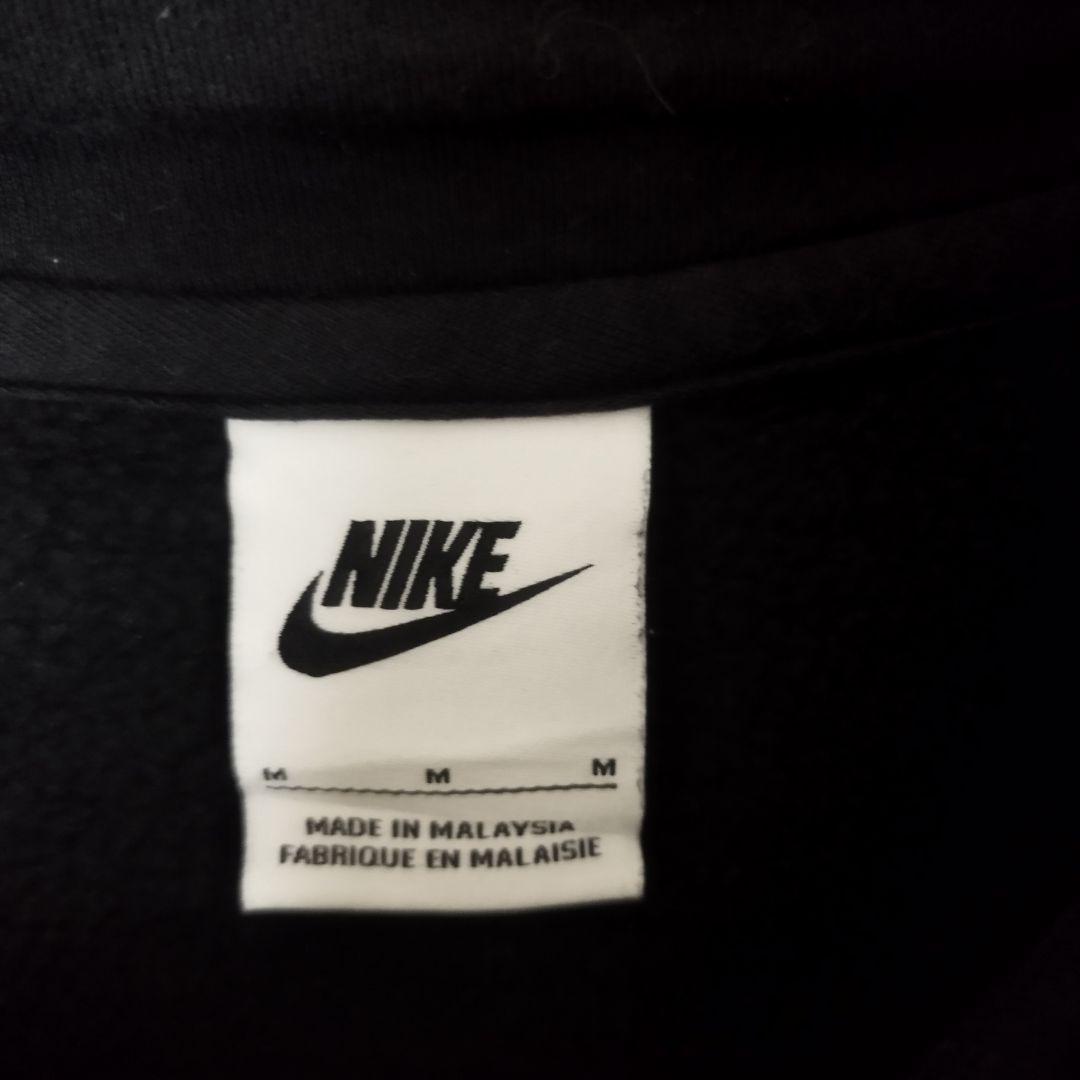 NIKE
M M M
MADE IN MALAYSIA
FABRIQUE EN MALAISIE